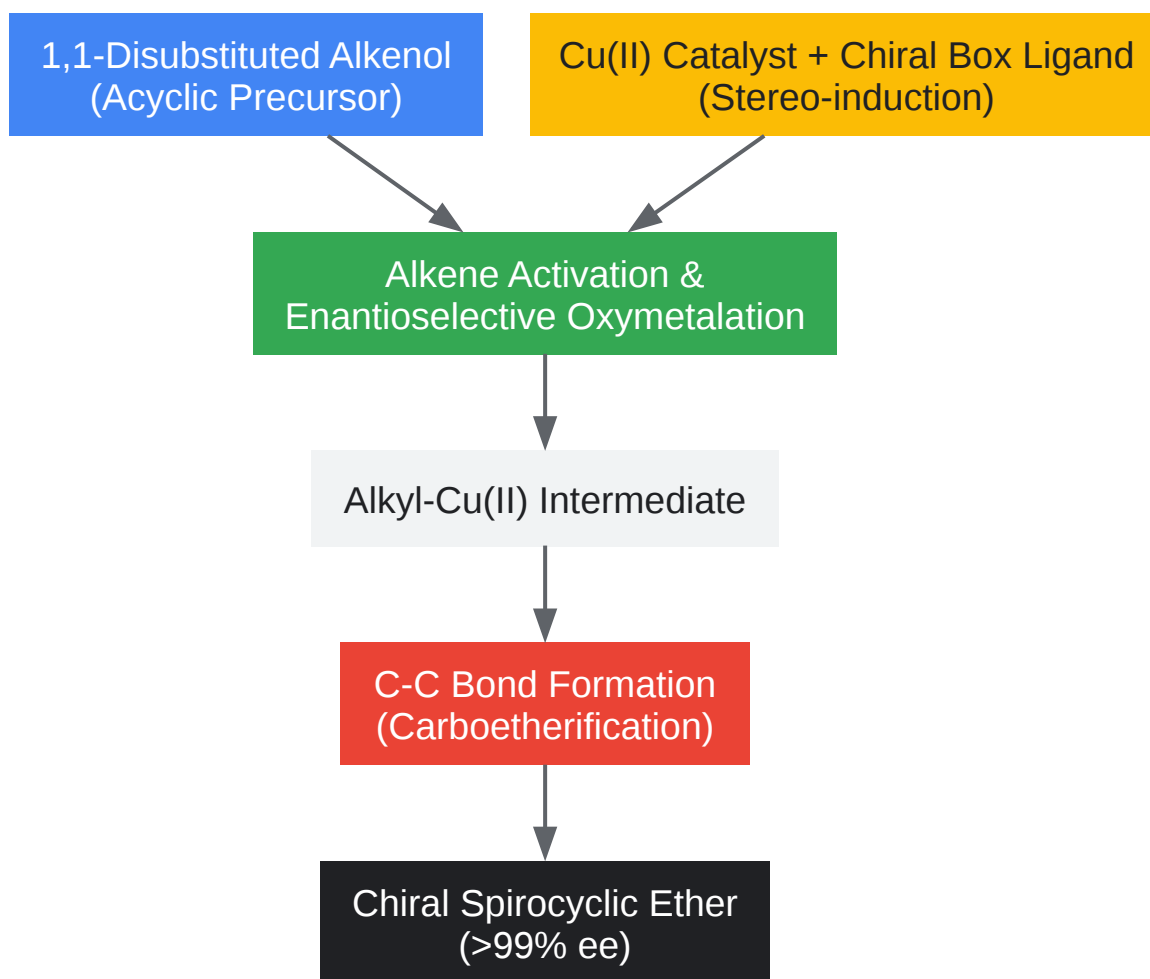 1,1-Disubstituted Alkenol
(Acyclic Precursor)
Cu(II) Catalyst + Chiral Box Ligand
(Stereo-induction)
Alkene Activation &
Enantioselective Oxymetalation
Alkyl-Cu(II) Intermediate
C-C Bond Formation
(Carboetherification)
Chiral Spirocyclic Ether
(>99% ee)